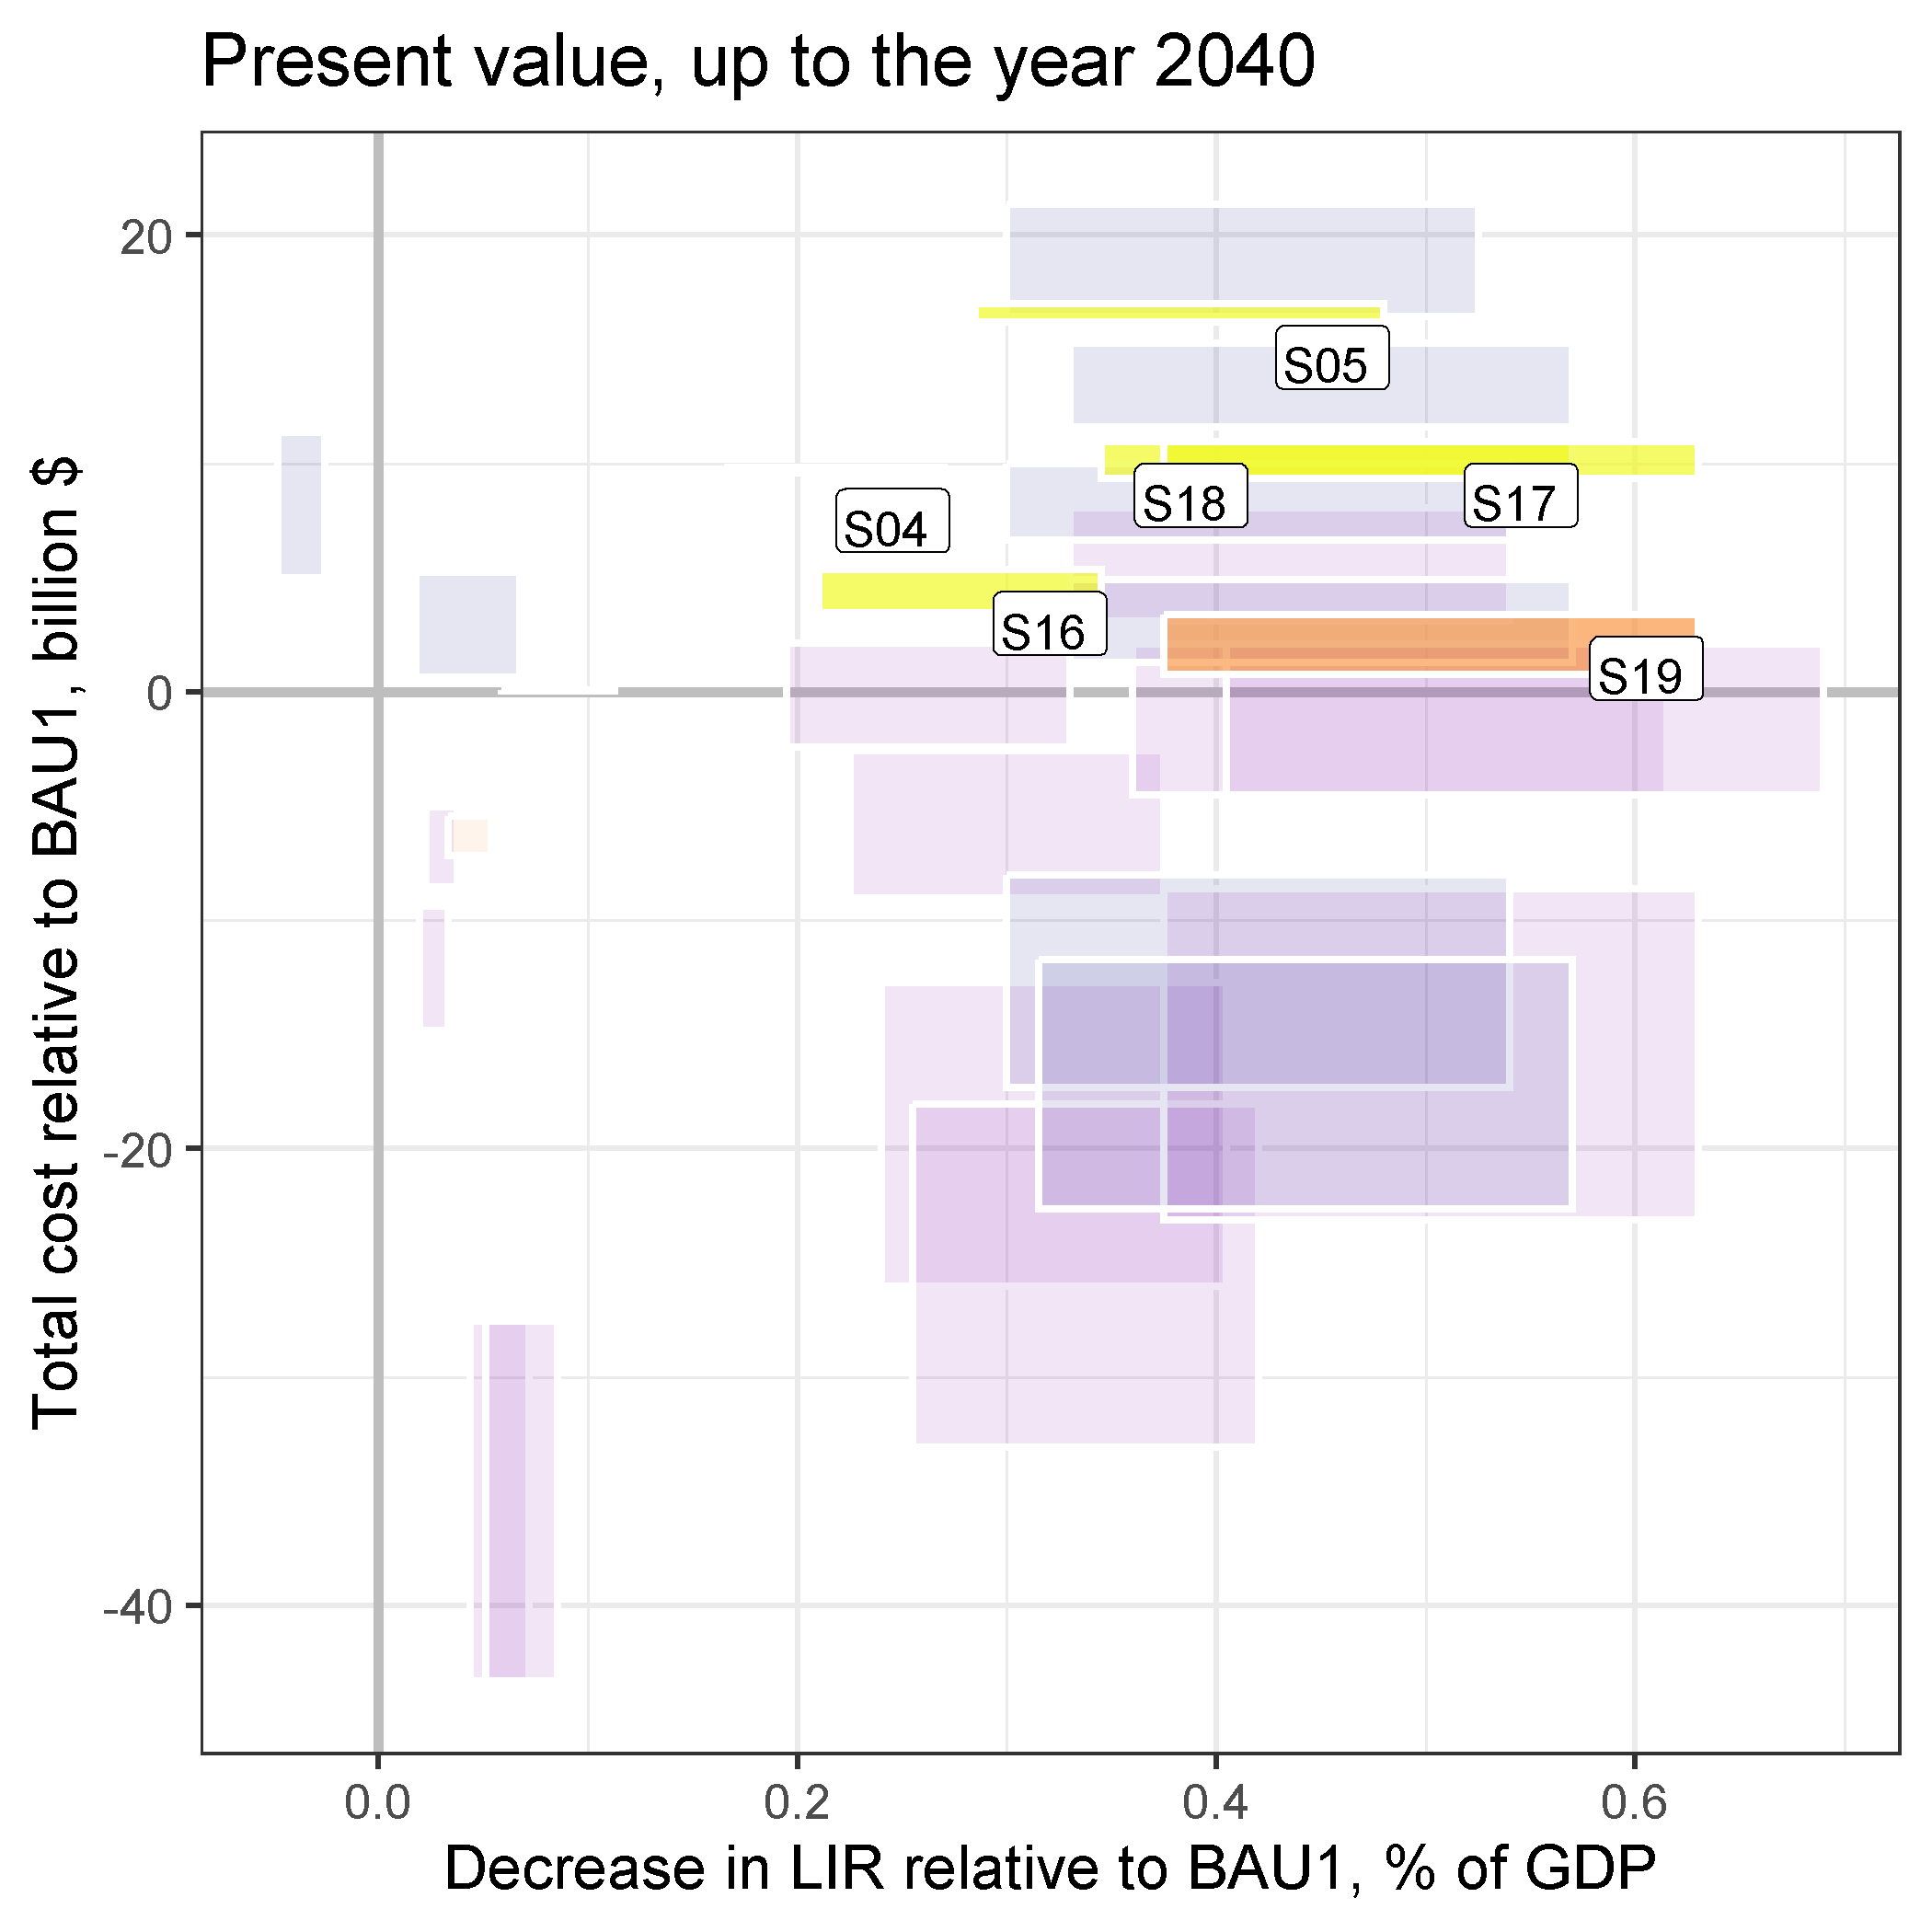 Present value, up to the year 2040
Total cost relative to BAU1, billion $
20
0
-20
-40
S05
S18
S17
S04
S16
S19
0.0
0.2
0.4
0.6
Decrease in LIR relative to BAU1, % of GDP